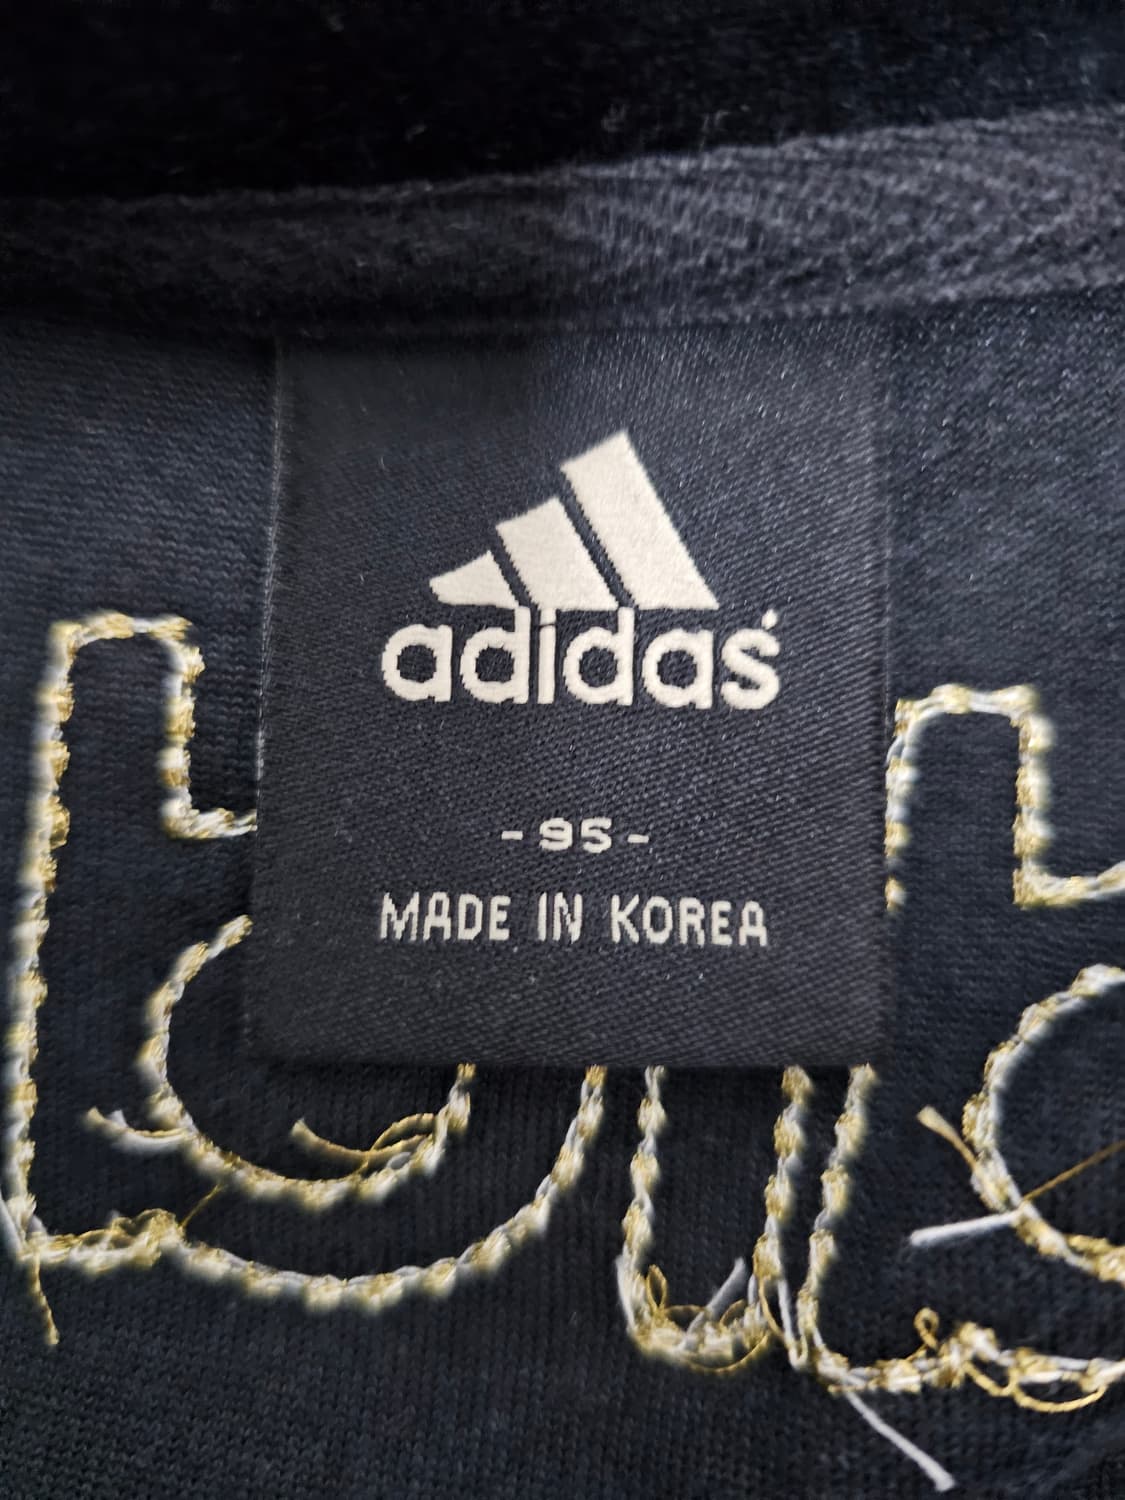 adidas
- 95 -
MADE IN KOREA